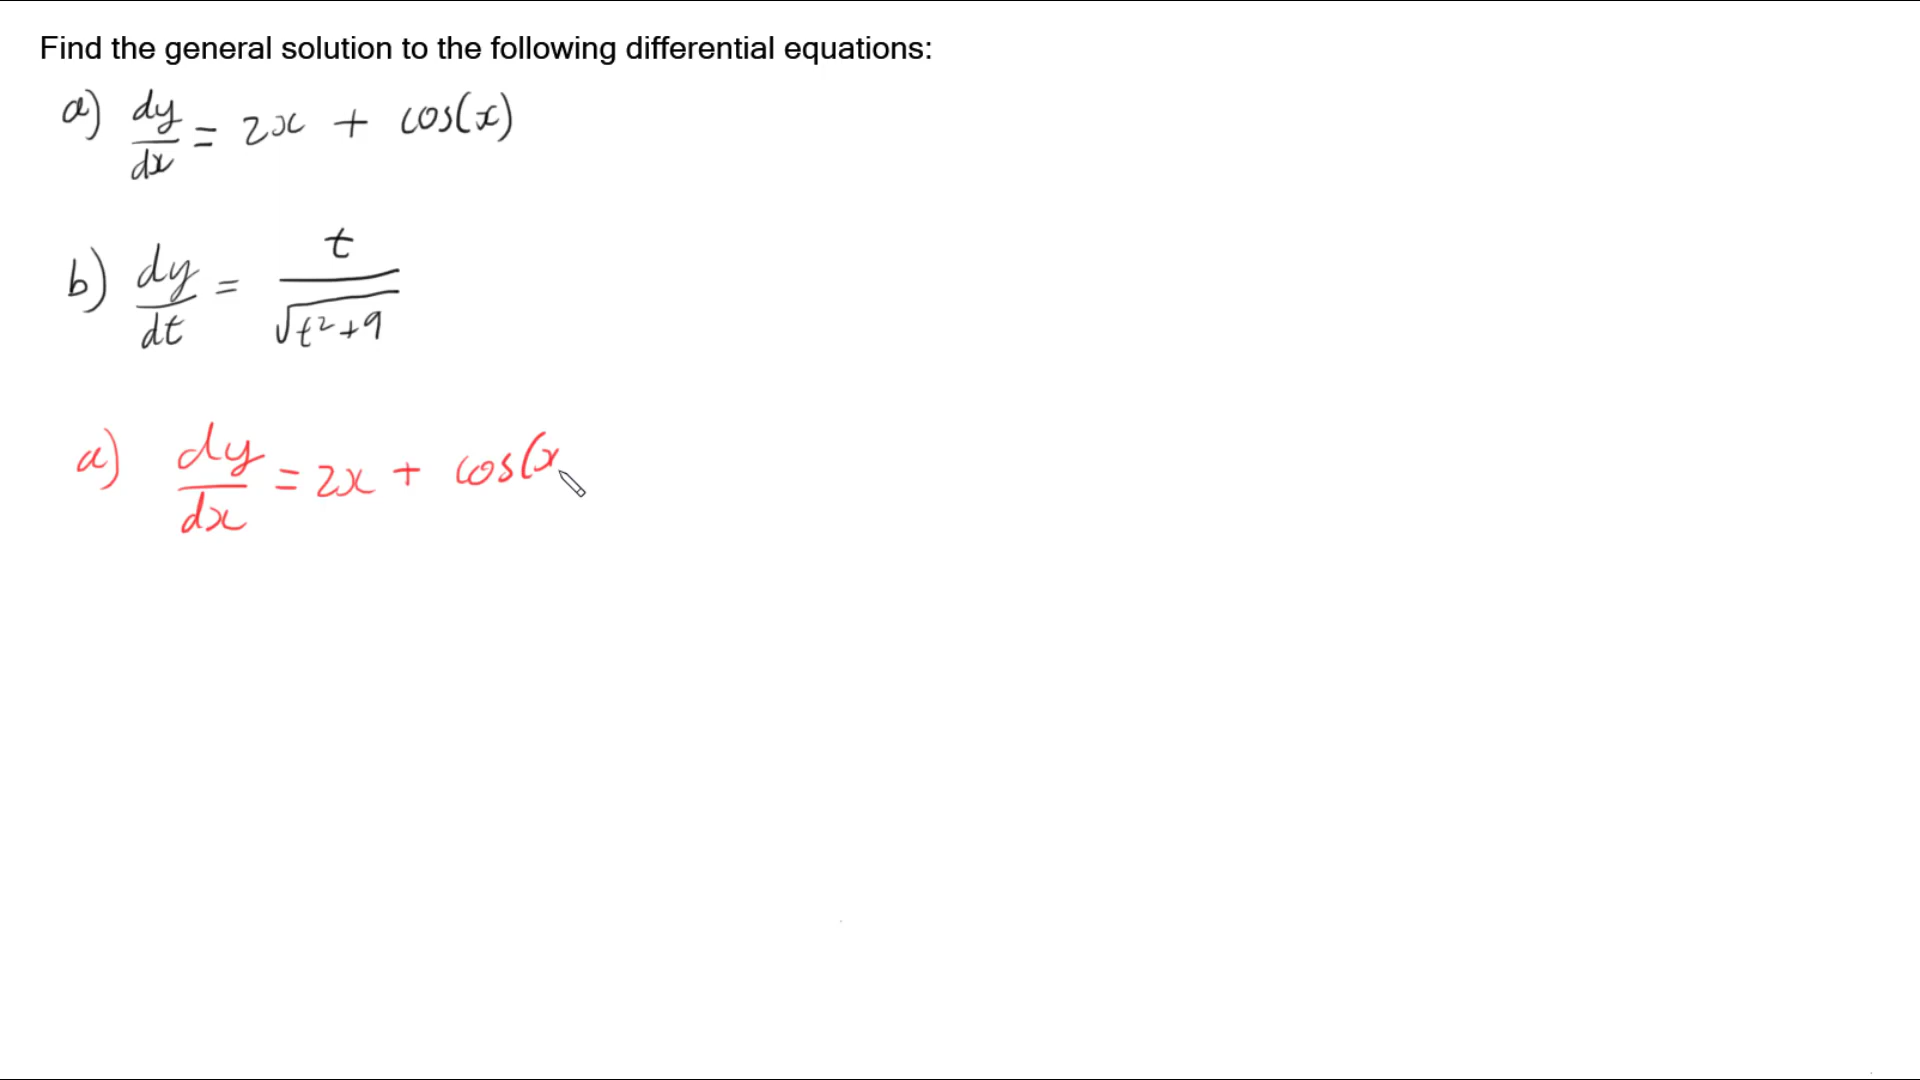 Find the general solution to the following differential equations:
a) dy/dx = 2x + cos(x)
b) dy/dt = t/√(t²+9)
a) dy/dx = 2x + cos(x